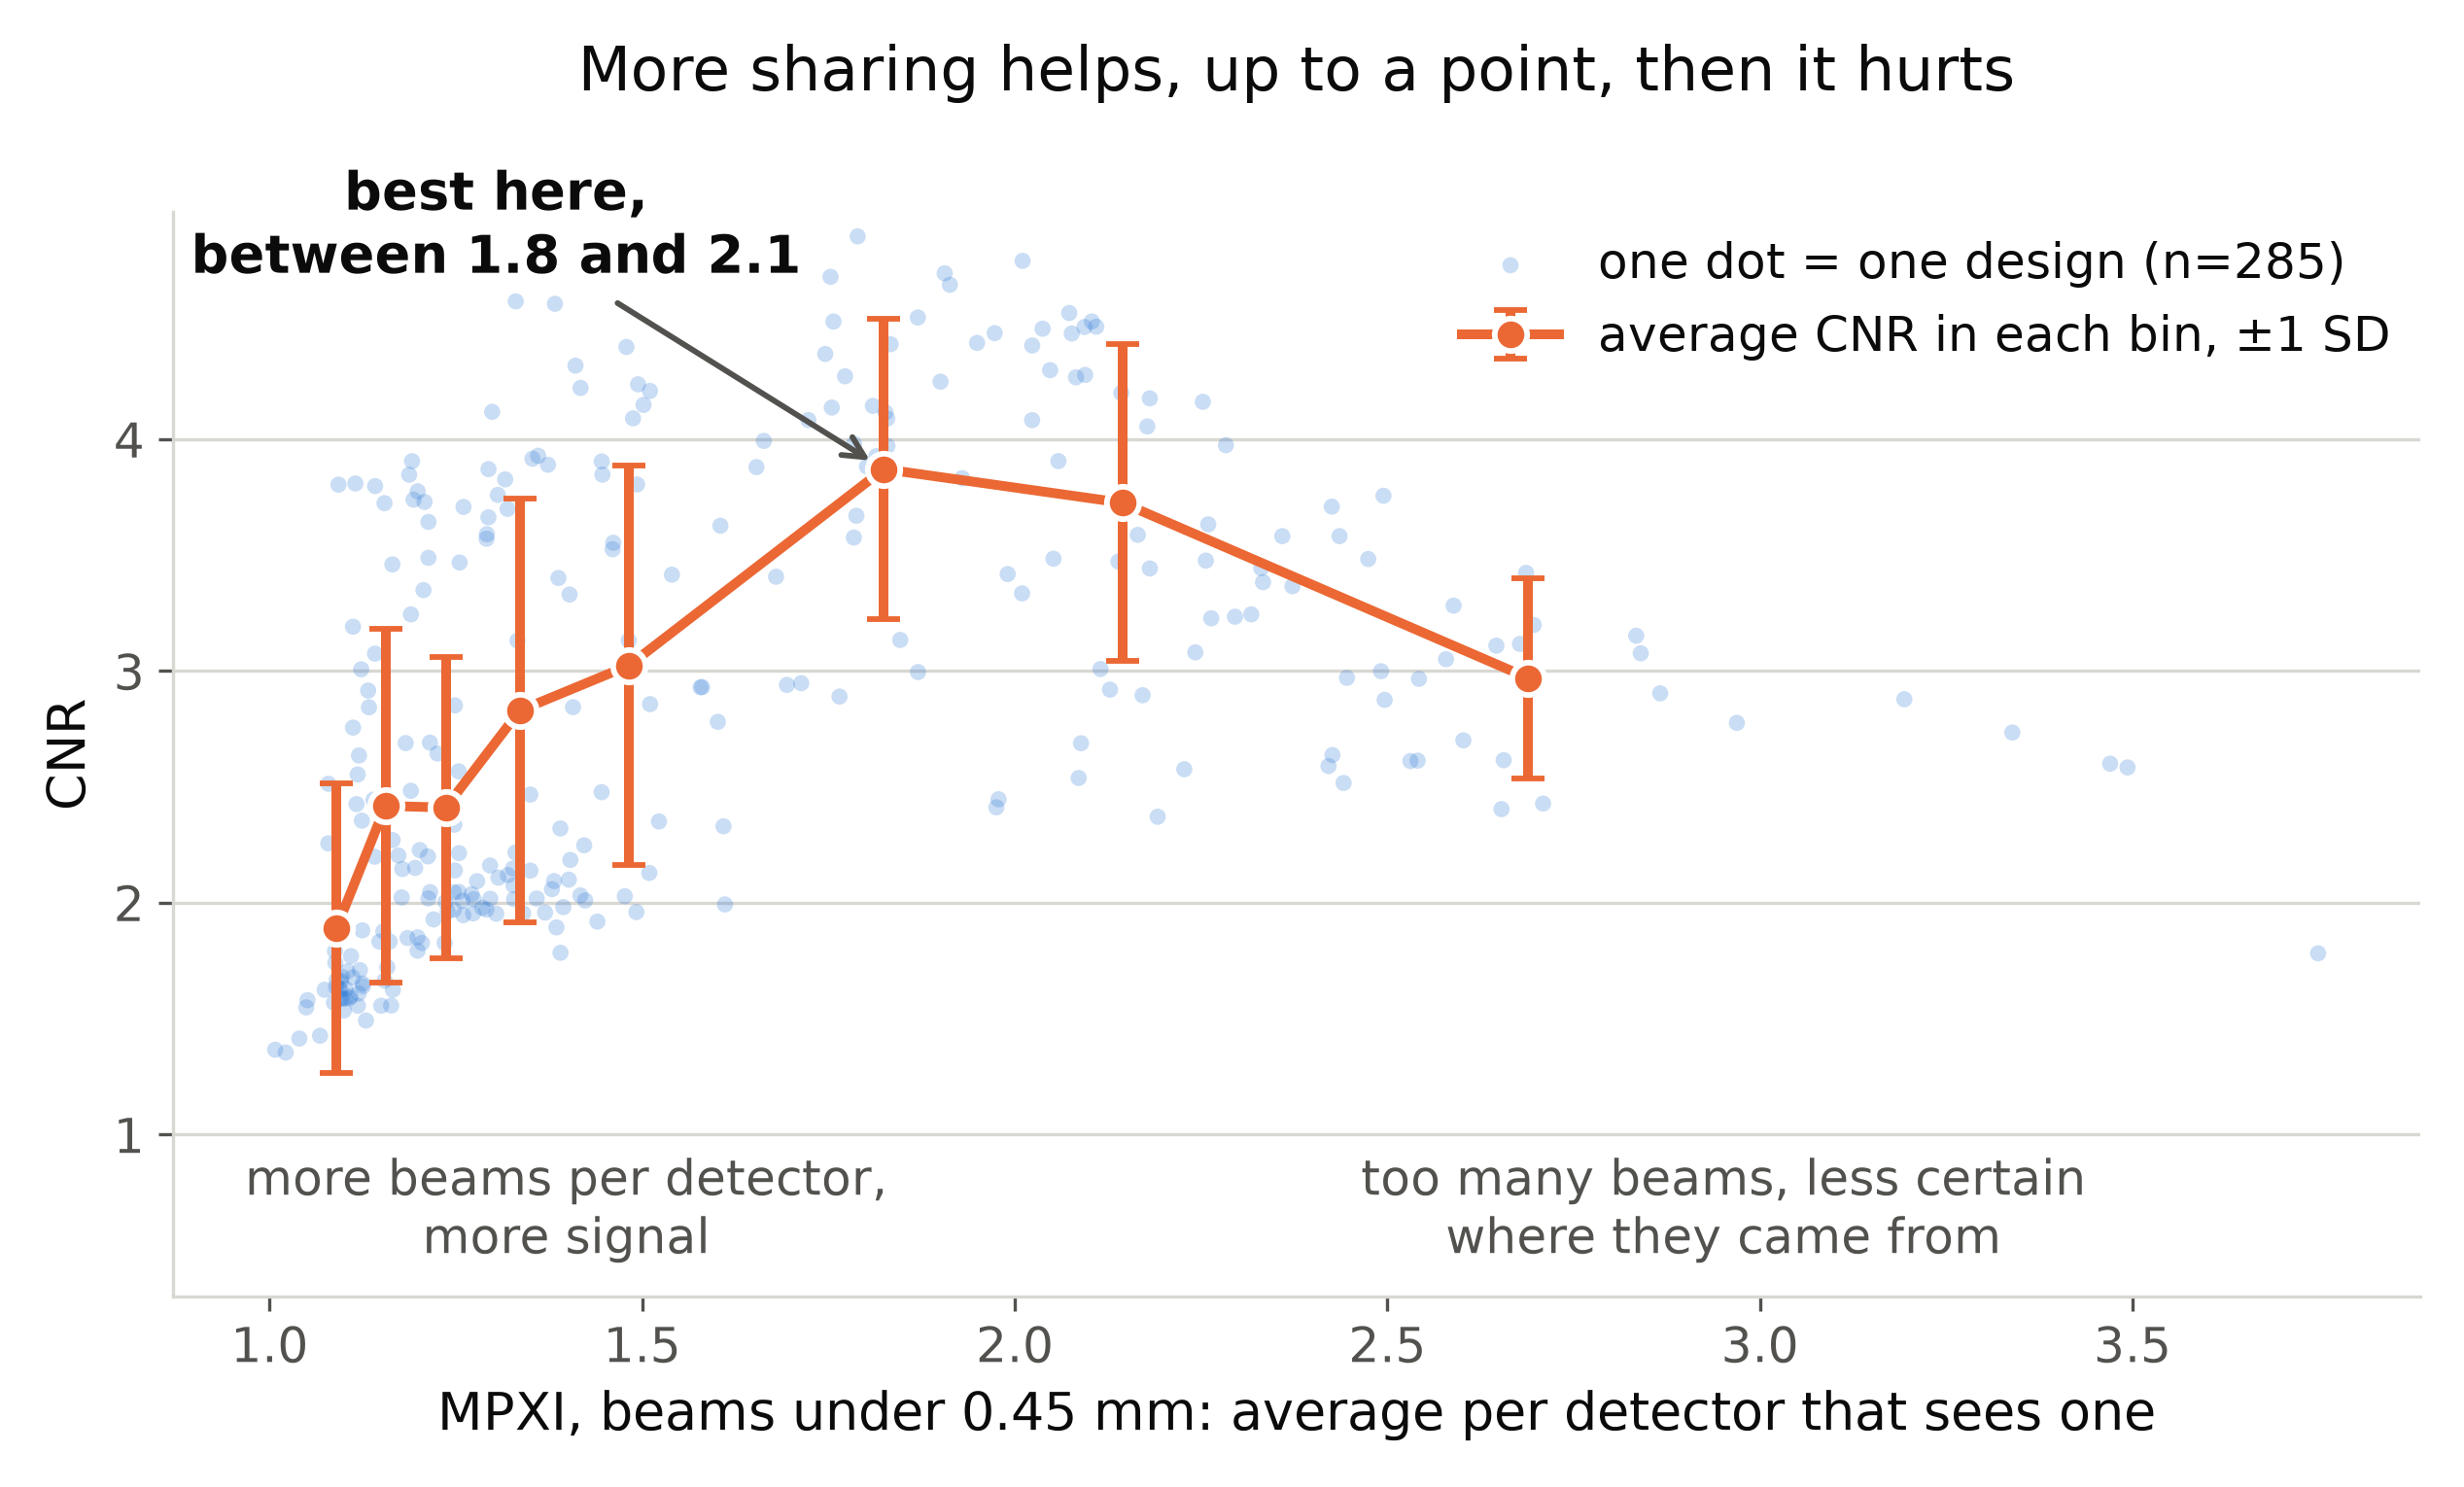 More sharing helps, up to a point, then it hurts
best here,
between 1.8 and 2.1
one dot = one design (n=285)
average CNR in each bin, ±1 SD
CNR
4
3
2
1
more beams per detector,
more signal
too many beams, less certain
where they came from
1.0 1.5 2.0 2.5 3.0 3.5
MPXI, beams under 0.45 mm: average per detector that sees one